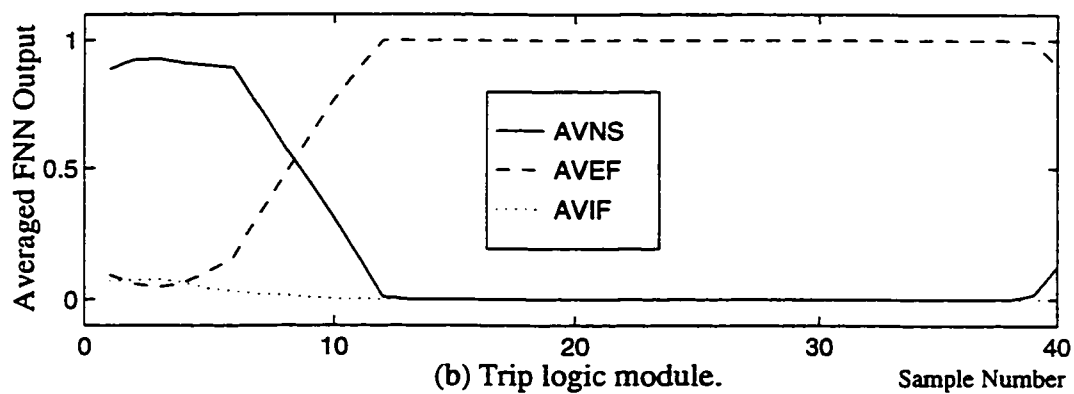 Averaged FNN Output
1
0.5
0
AVNS
AVEF
AVIF
0 10 20 30 40
(b) Trip logic module.
Sample Number